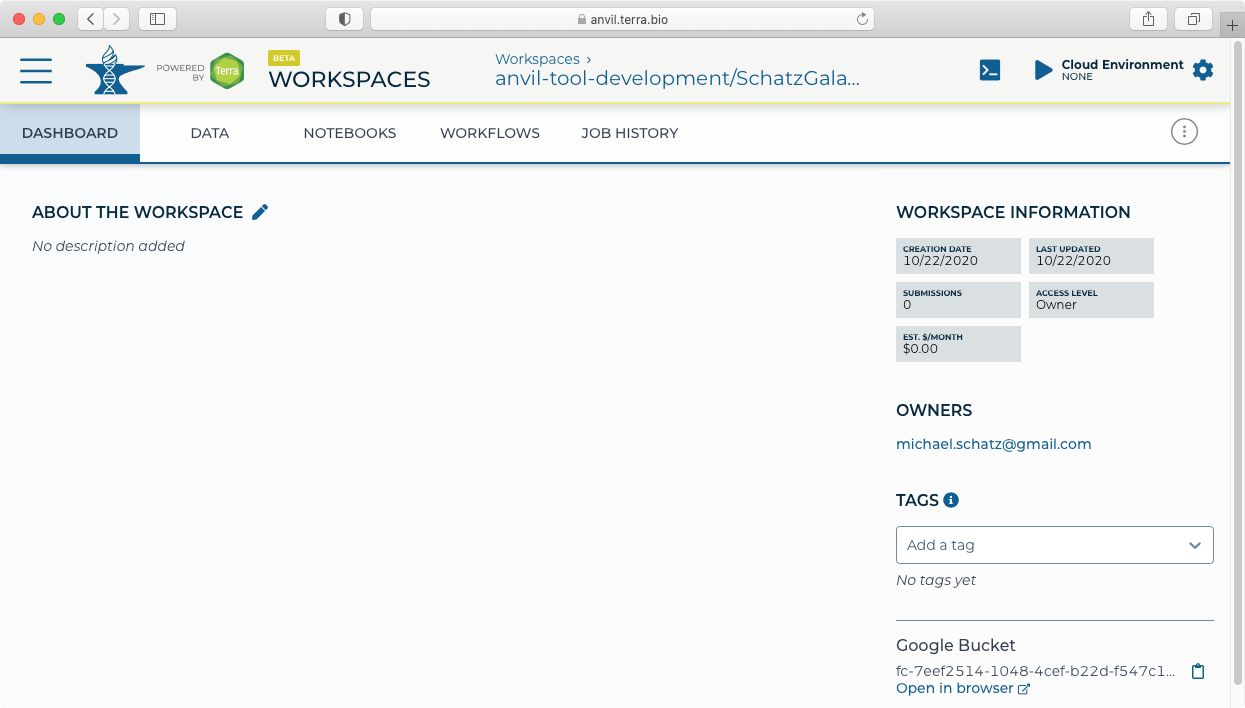 anvil.terra.bio
POWERED
BY
Terra
BETA
WORKSPACES
Workspaces ›
anvil-tool-development/SchatzGala...
Cloud Environment
NONE
DASHBOARD
DATA
NOTEBOOKS
WORKFLOWS
JOB HISTORY
ABOUT THE WORKSPACE
No description added
WORKSPACE INFORMATION
CREATION DATE
10/22/2020
LAST UPDATED
10/22/2020
SUBMISSIONS
0
ACCESS LEVEL
Owner
EST. $/MONTH
$0.00
OWNERS
michael.schatz@gmail.com
TAGS
Add a tag
No tags yet
Google Bucket
fc-7eef2514-1048-4cef-b22d-f547c1...
Open in browser